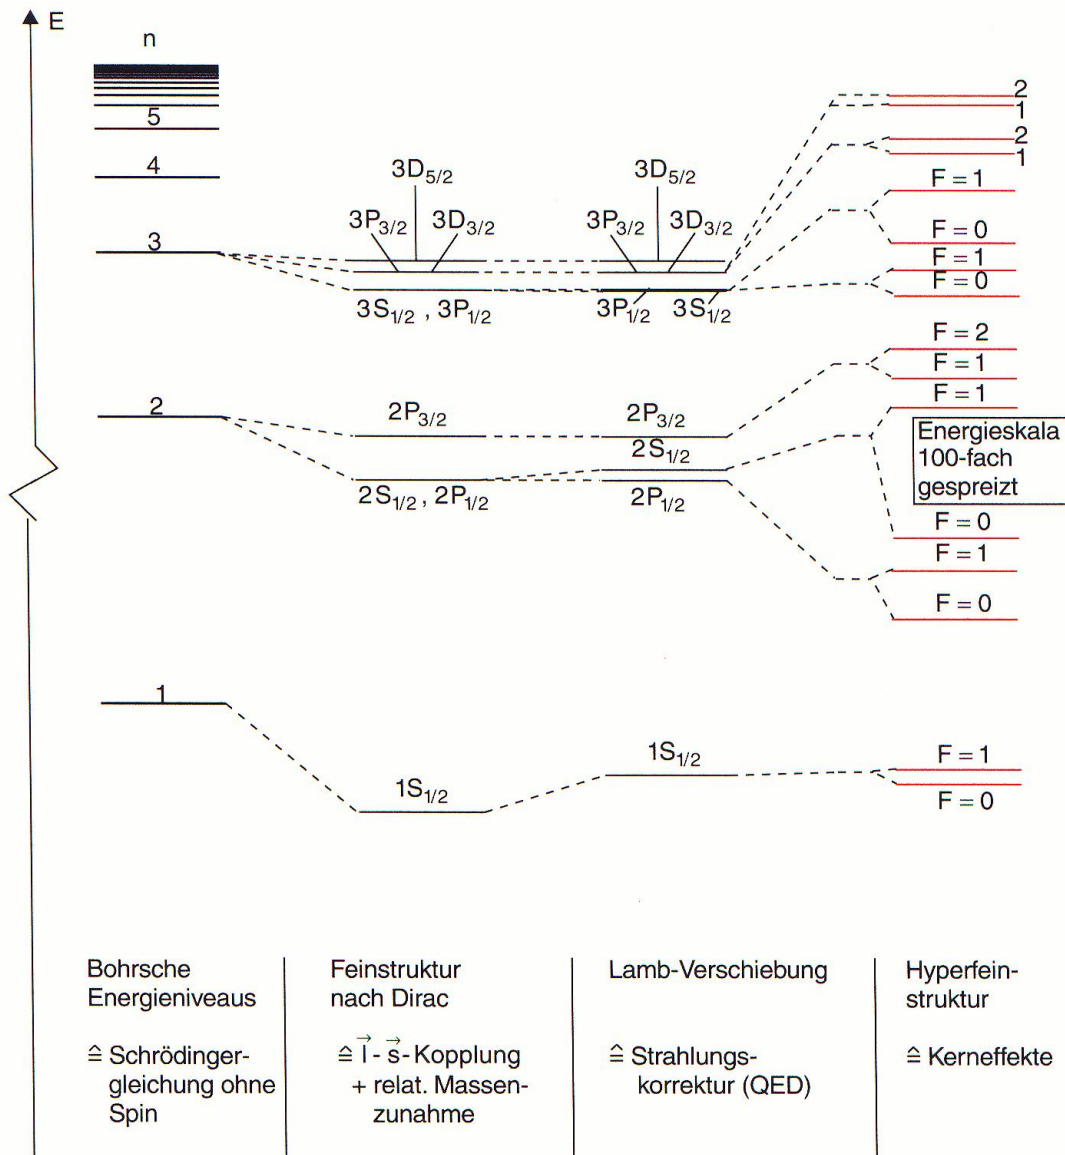 E
n
5
4
3
2
1
3D5/2
3P3/2 3D3/2
3S1/2 , 3P1/2
2P3/2
2S1/2 , 2P1/2
1S1/2
3D5/2
3P3/2 3D3/2
3P1/2 3S1/2
2P3/2
2S1/2
2P1/2
1S1/2
2
1
2
1
F = 1
F = 0
F = 1
F = 0
F = 2
F = 1
F = 1
Energieskala
100-fach
gespreizt
F = 0
F = 1
F = 0
F = 1
F = 0
Bohrsche
Energieniveaus
≙ Schrödinger-
gleichung ohne
Spin
Feinstruktur
nach Dirac
≙ l⃗ - s⃗ - Kopplung
+ relat. Massen-
zunahme
Lamb-Verschiebung
≙ Strahlungs-
korrektur (QED)
Hyperfein-
struktur
≙ Kerneffekte